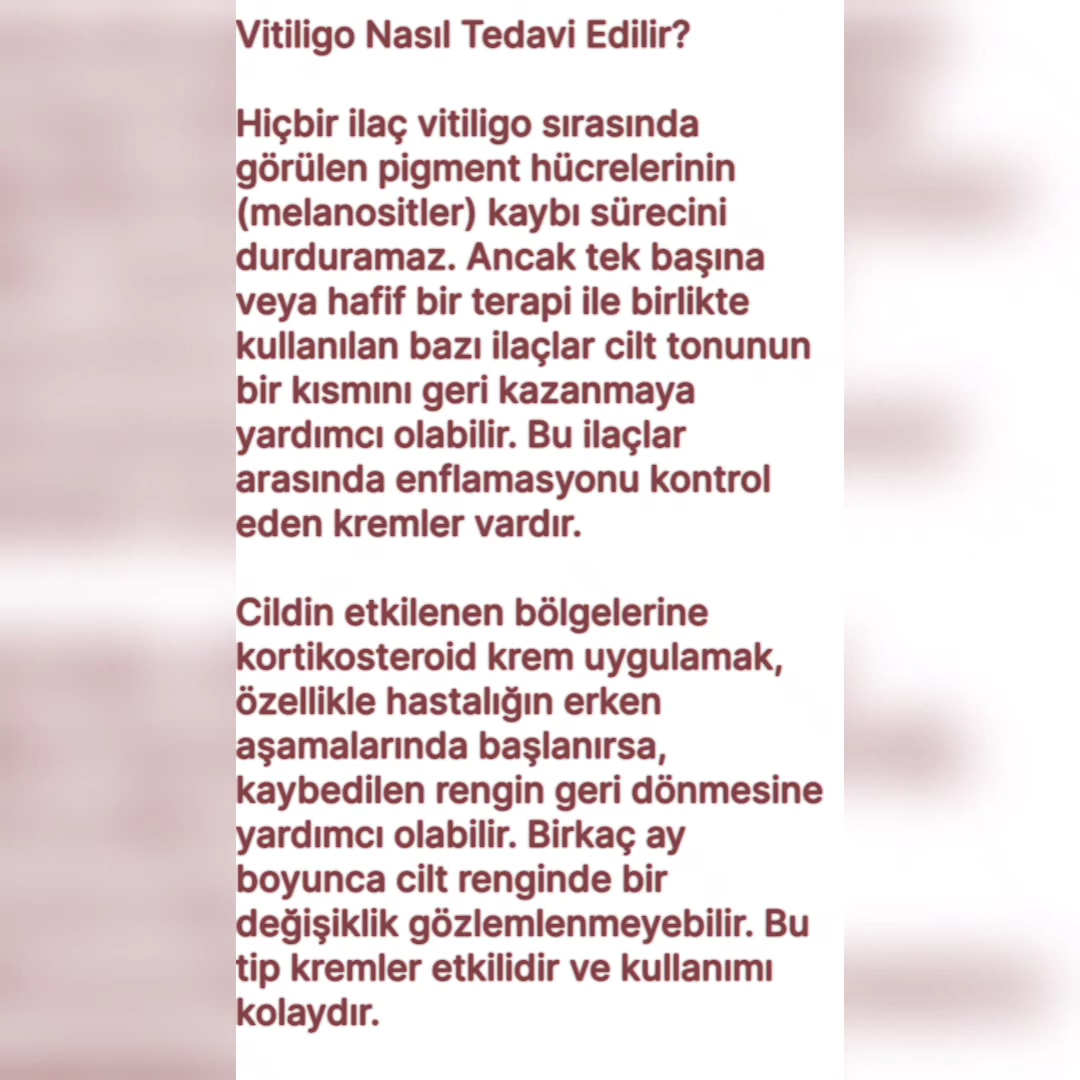 Vitiligo Nasıl Tedavi Edilir?
Hiçbir ilaç vitiligo sırasında
görülen pigment hücrelerinin
(melanositler) kaybı sürecini
durduramaz. Ancak tek başına
veya hafif bir terapi ile birlikte
kullanılan bazı ilaçlar cilt tonunun
bir kısmını geri kazanmaya
yardımcı olabilir. Bu ilaçlar
arasında enflamasyonu kontrol
eden kremler vardır.
Cildin etkilenen bölgelerine
kortikosteroid krem uygulamak,
özellikle hastalığın erken
aşamalarında başlanırsa,
kaybedilen rengin geri dönmesine
yardımcı olabilir. Birkaç ay
boyunca cilt renginde bir
değişiklik gözlemlenmeyebilir. Bu
tip kremler etkilidir ve kullanımı
kolaydır.